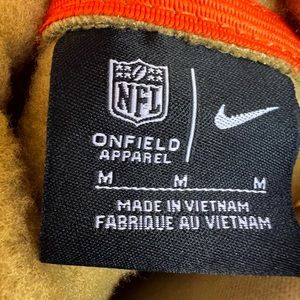 NFL
ONFIELD
APPAREL
M M M
MADE IN VIETNAM
FABRIQUE AU VIETNAM